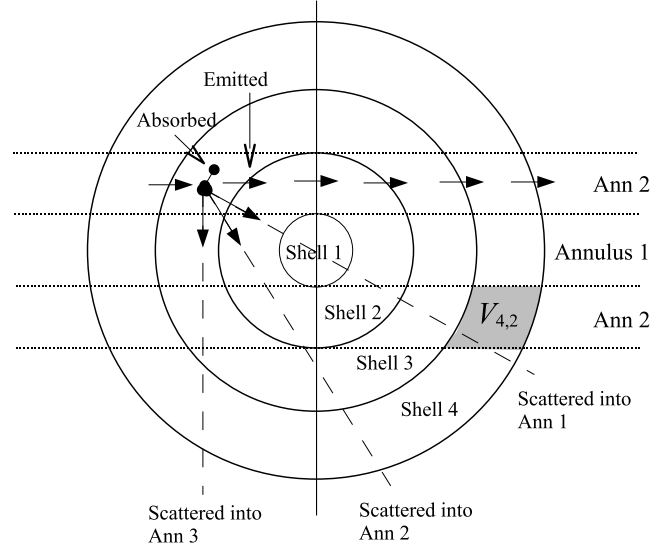 Emitted
Absorbed
Ann 2
Shell 1
Annulus 1
Shell 2
V4,2
Ann 2
Shell 3
Shell 4
Scattered into
Ann 1
Scattered into
Ann 3
Scattered into
Ann 2